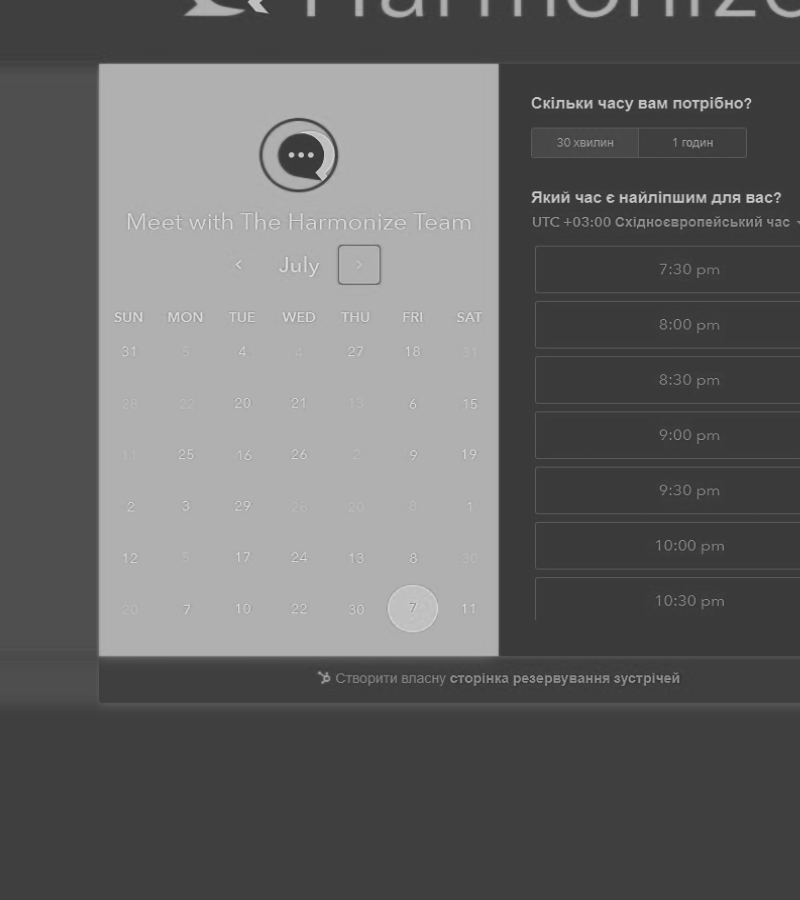 Harmonize
Meet with The Harmonize Team
July
SUN MON TUE WED THU FRI SAT
31 5 4 4 27 18 31
28 22 20 21 13 6 15
11 25 16 26 2 9 19
2 3 29 28 20 8 1
12 5 17 24 13 8 30
20 7 10 22 30 7 11
Скільки часу вам потрібно?
30 хвилин 1 годин
Який час є найліпшим для вас?
UTC +03:00 Східноєвропейський час
7:30 pm
8:00 pm
8:30 pm
9:00 pm
9:30 pm
10:00 pm
10:30 pm
Створити власну сторінка резервування зустрічей